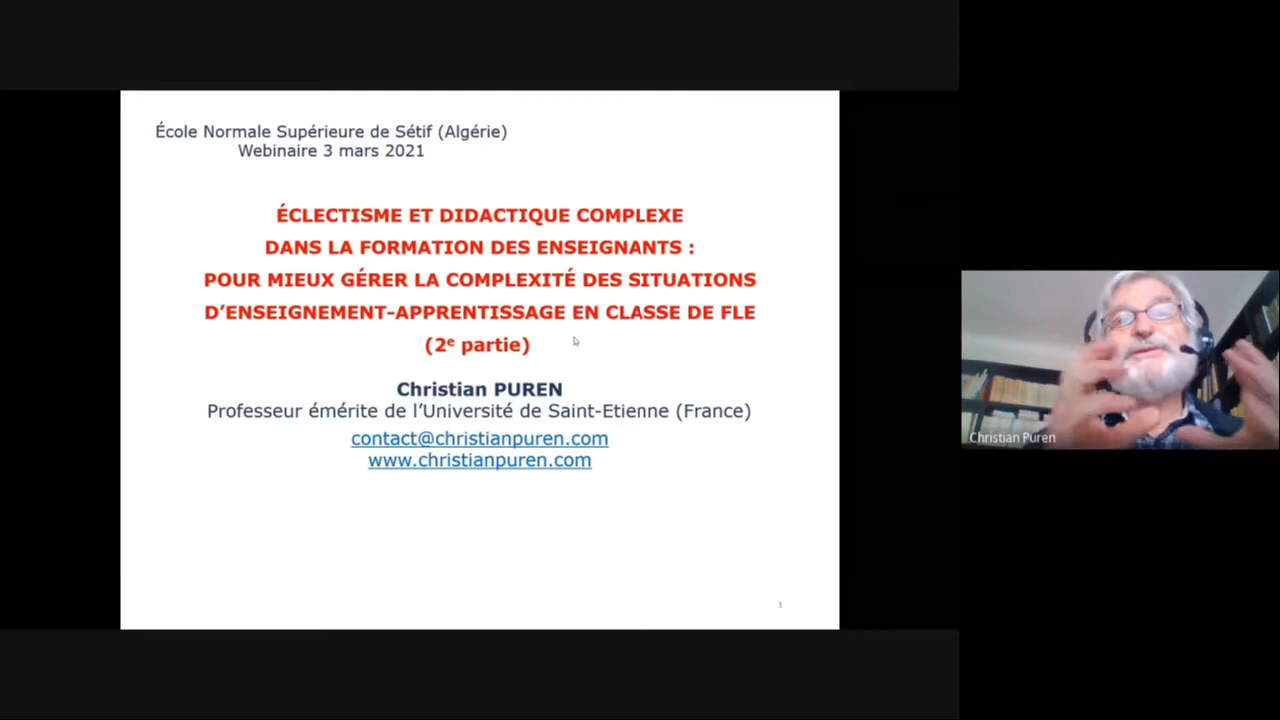 École Normale Supérieure de Sétif (Algérie)
Webinaire 3 mars 2021
ÉCLECTISME ET DIDACTIQUE COMPLEXE
DANS LA FORMATION DES ENSEIGNANTS :
POUR MIEUX GÉRER LA COMPLEXITÉ DES SITUATIONS
D’ENSEIGNEMENT-APPRENTISSAGE EN CLASSE DE FLE
(2e partie)
Christian PUREN
Professeur émérite de l’Université de Saint-Etienne (France)
contact@christianpuren.com
www.christianpuren.com
1
Christian Puren